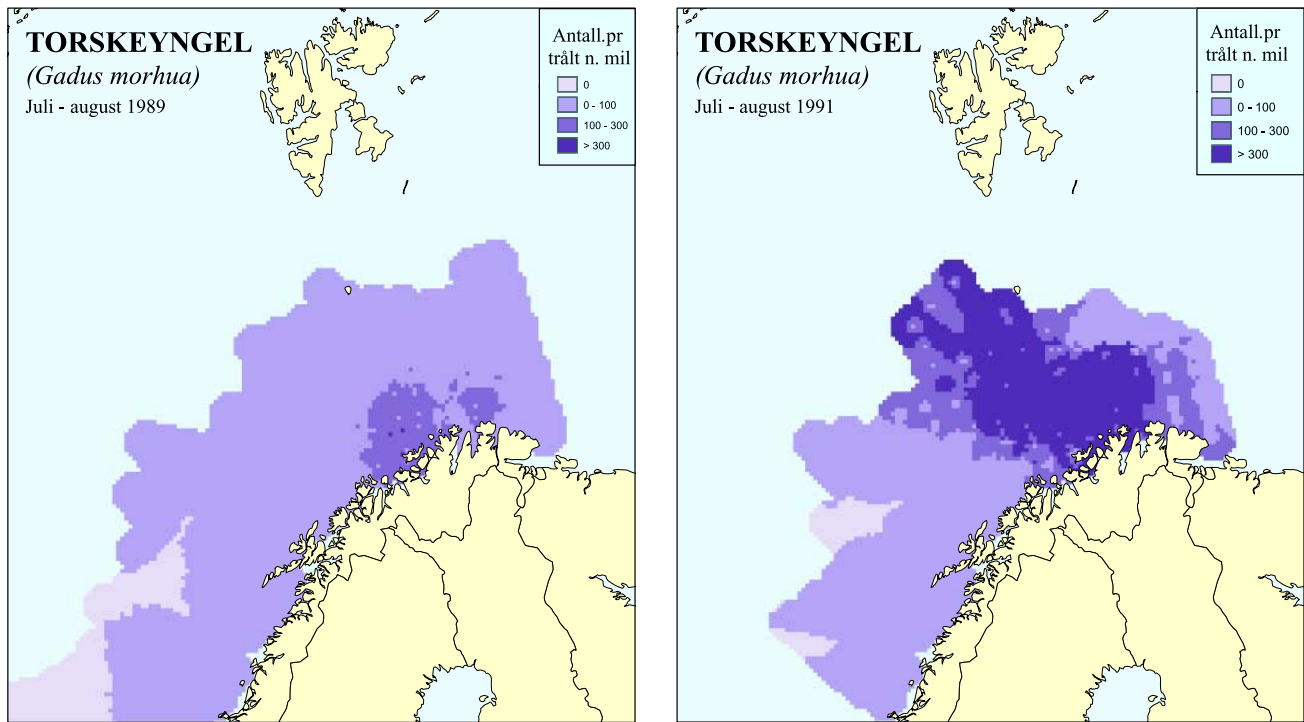 TORSKEYNGEL
(Gadus morhua)
Juli - august 1989
Antall.pr
trålt n. mil
0
0 - 100
100 - 300
> 300
TORSKEYNGEL
(Gadus morhua)
Juli - august 1991
Antall.pr
trålt n. mil
0
0 - 100
100 - 300
> 300